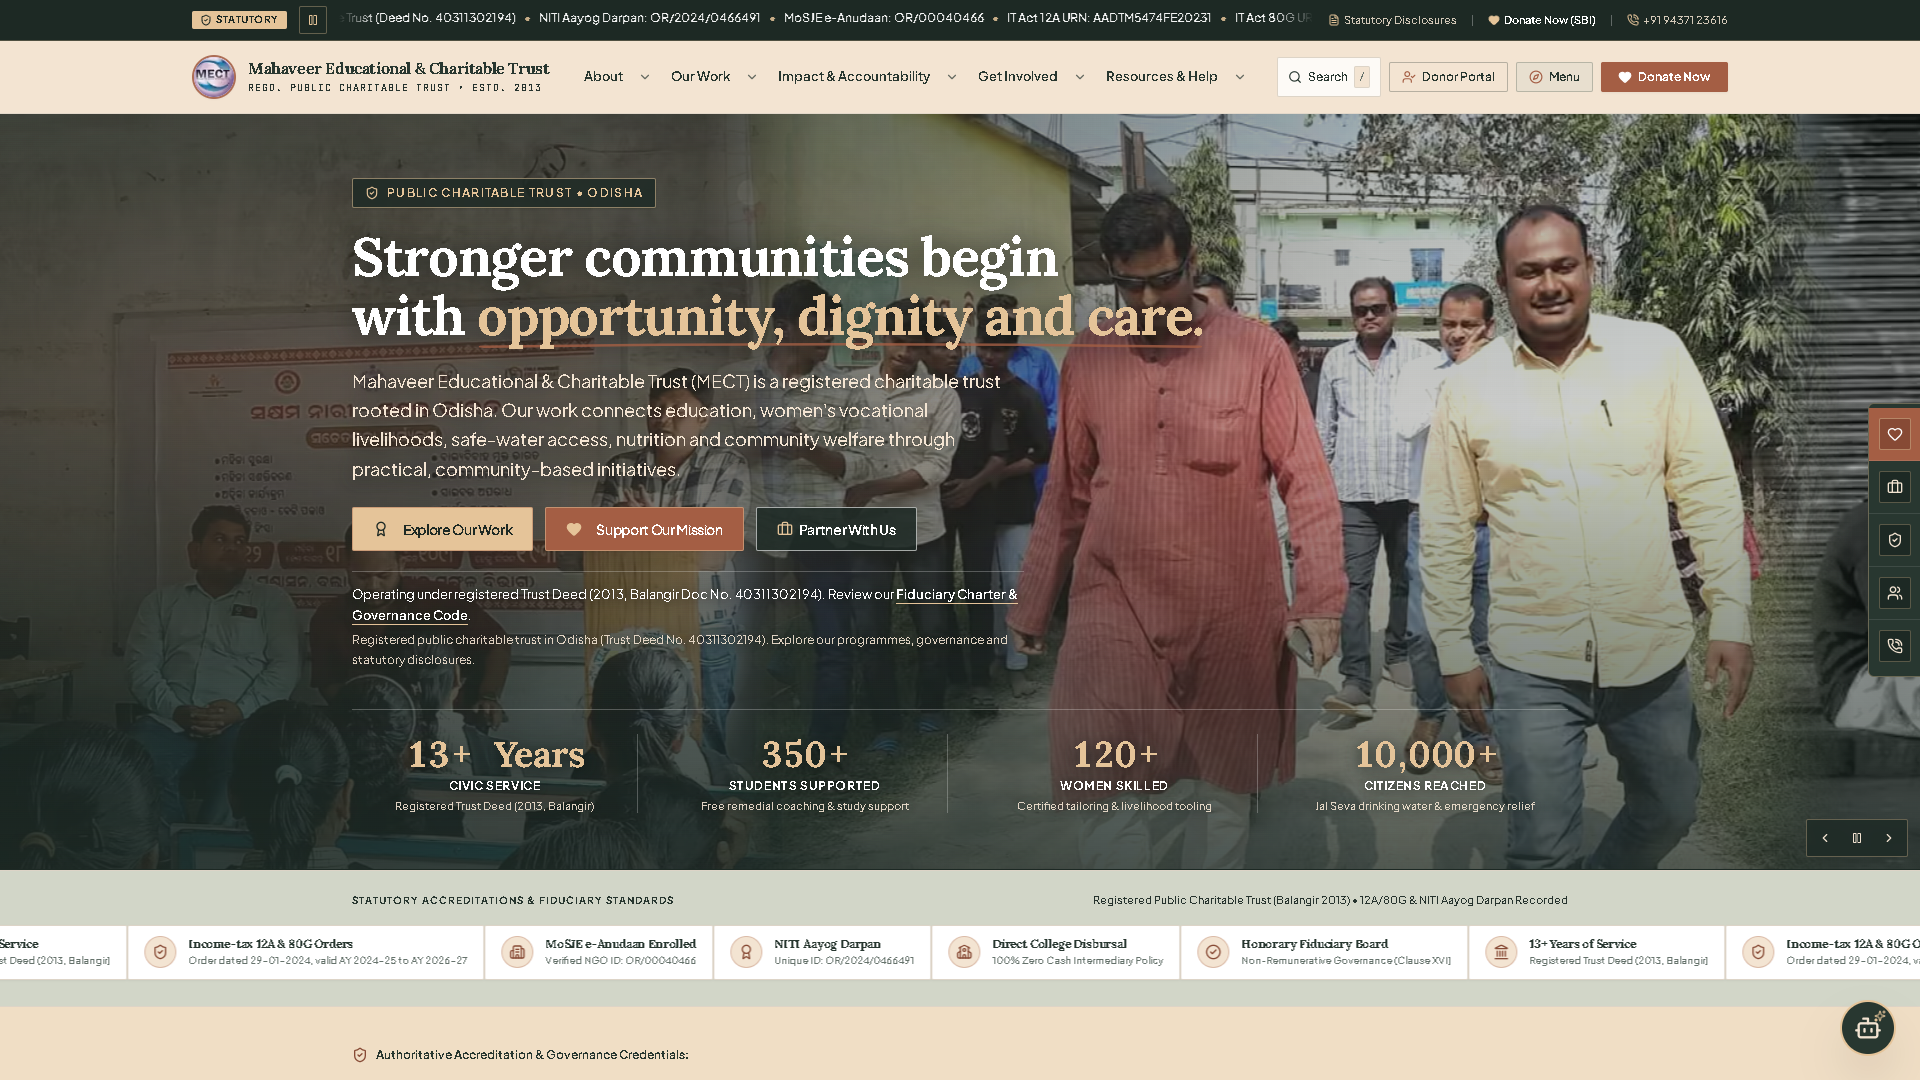 STATUTORY
Trust (Deed No. 40311302194) • NITI Aayog Darpan: OR/2024/0466491 • MoSJE e-Anudaan: OR/00040466 • IT Act 12A URN: AADTM5474FE20231 • IT Act 80G UR
Statutory Disclosures
Donate Now (SBI)
+91 94371 23616
MECT
Mahaveer Educational & Charitable Trust
REGD. PUBLIC CHARITABLE TRUST • ESTD. 2013
About
Our Work
Impact & Accountability
Get Involved
Resources & Help
Search /
Donor Portal
Menu
Donate Now
PUBLIC CHARITABLE TRUST • ODISHA
Stronger communities begin
with opportunity, dignity and care.
Mahaveer Educational & Charitable Trust (MECT) is a registered charitable trust
rooted in Odisha. Our work connects education, women's vocational
livelihoods, safe-water access, nutrition and community welfare through
practical, community-based initiatives.
Explore Our Work
Support Our Mission
Partner With Us
Operating under registered Trust Deed (2013, Balangir Doc No. 40311302194). Review our Fiduciary Charter &
Governance Code.
Registered public charitable trust in Odisha (Trust Deed No. 40311302194). Explore our programmes, governance and
statutory disclosures.
13+ Years
CIVIC SERVICE
Registered Trust Deed (2013, Balangir)
350+
STUDENTS SUPPORTED
Free remedial coaching & study support
120+
WOMEN SKILLED
Certified tailoring & livelihood tooling
10,000+
CITIZENS REACHED
Jal Seva drinking water & emergency relief
STATUTORY ACCREDITATIONS & FIDUCIARY STANDARDS
Registered Public Charitable Trust (Balangir 2013) • 12A/80G & NITI Aayog Darpan Recorded
Service
st Deed (2013, Balangir)
Income-tax 12A & 80G Orders
Order dated 29-01-2024, valid AY 2024-25 to AY 2026-27
MoSJE e-Anudaan Enrolled
Verified NGO ID: OR/00040466
NITI Aayog Darpan
Unique ID: OR/2024/0466491
Direct College Disbursal
100% Zero Cash Intermediary Policy
Honorary Fiduciary Board
Non-Remunerative Governance (Clause XVI)
13+ Years of Service
Registered Trust Deed (2013, Balangir)
Income-tax 12A & 80G O
Order dated 29-01-2024, va
Authoritative Accreditation & Governance Credentials: